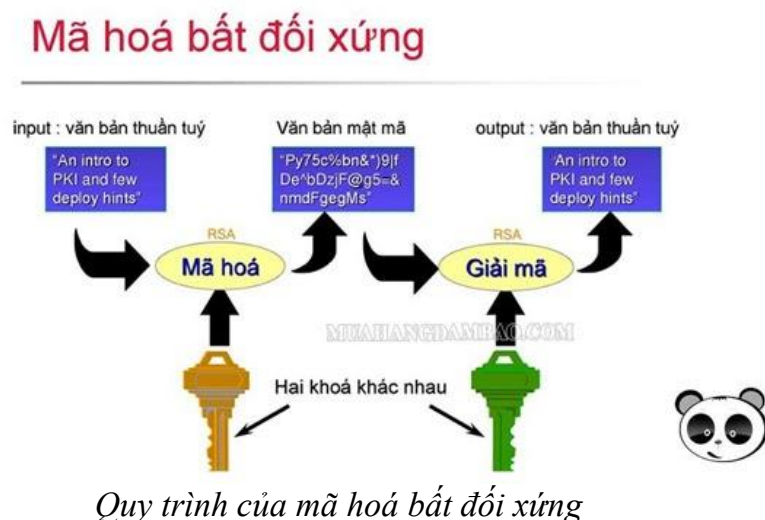 Mã hoá bất đối xứng
input : văn bản thuần tuý
Văn bản mật mã
output : văn bản thuần tuý
"An intro to
PKI and few
deploy hints"
"Py75c%bn&*)9|f
De^bDzjF@g5=&
nmdFgegMs"
An intro to
PKI and few
deploy hints"
RSA
Mã hoá
RSA
Giải mã
MUAHANGDAMBAO.COM
Hai khoá khác nhau
Quy trình của mã hoá bất đối xứng